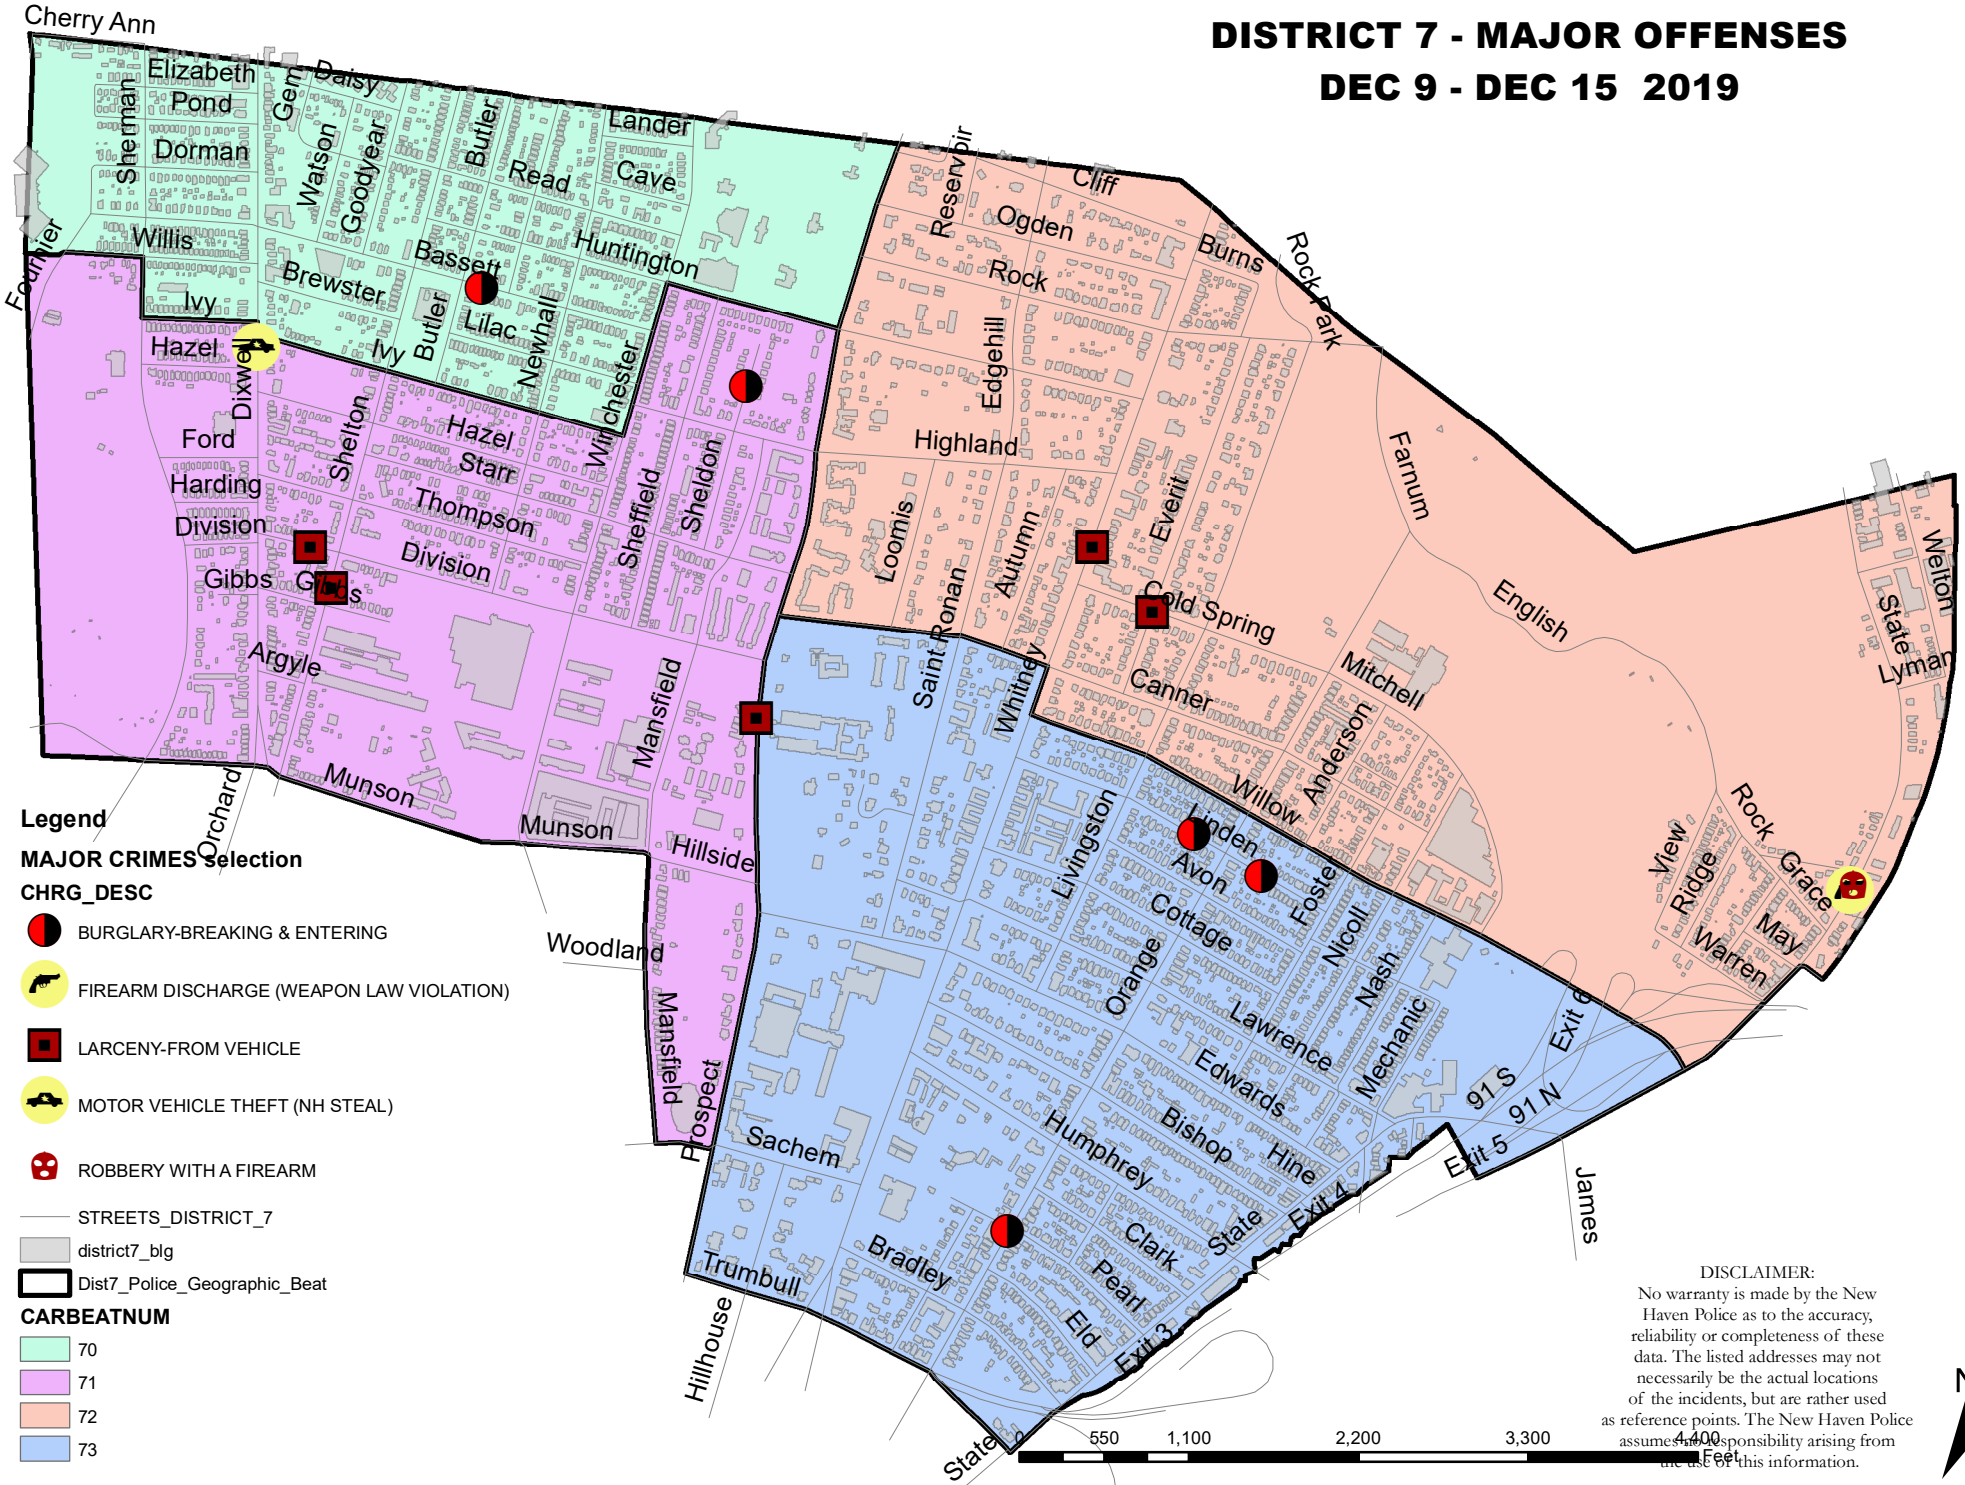 DISTRICT 7 - MAJOR OFFENSES
DEC 9 - DEC 15 2019
Cherry Ann
Elizabeth
Pond
Dorman
Sherman
Gem
Daisy
Watson
Goodyear
Butler
Read
Lander
Cave
Huntington
Willis
Fournier
Ivy
Brewster
Bassett
Butler
Lilac
Newhall
Ivy
Winchester
Hazel
Dixwell
Ford
Harding
Division
Gibbs
Gibbs
Shelton
Hazel
Starr
Thompson
Division
Sheffield
Sheldon
Argyle
Munson
Orchard
Munson
Mansfield
Hillside
Woodland
Mansfield
Prospect
Reservoir
Cliff
Ogden
Rock
Burns
Rock Park
Edgehill
Highland
Loomis
Autumn
Everit
Farnum
English
Cold Spring
Saint Ronan
Whitney
Canner
Mitchell
Anderson
Willow
Welton
State
Lyman
Rock
View
Ridge
Grace
May
Warren
Livingston
Linden
Avon
Cottage
Foster
Nicoll
Nash
Mechanic
Orange
Lawrence
Edwards
Bishop
Hine
Humphrey
Sachem
Bradley
Trumbull
Hillhouse
Clark
Pearl
Eld
State
Exit 4
Exit 3
Exit 5
Exit 6
91 S
91 N
James
State
Legend
MAJOR CRIMES selection
CHRG_DESC
BURGLARY-BREAKING & ENTERING
FIREARM DISCHARGE (WEAPON LAW VIOLATION)
LARCENY-FROM VEHICLE
MOTOR VEHICLE THEFT (NH STEAL)
ROBBERY WITH A FIREARM
STREETS_DISTRICT_7
district7_blg
Dist7_Police_Geographic_Beat
CARBEATNUM
70
71
72
73
DISCLAIMER:
No warranty is made by the New
Haven Police as to the accuracy,
reliability or completeness of these
data. The listed addresses may not
necessarily be the actual locations
of the incidents, but are rather used
as reference points. The New Haven Police
assumes no responsibility arising from
the use of this information.
0 550 1,100 2,200 3,300 4,400
Feet
N